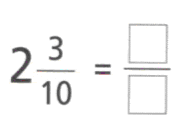 2 3/10 = □/□